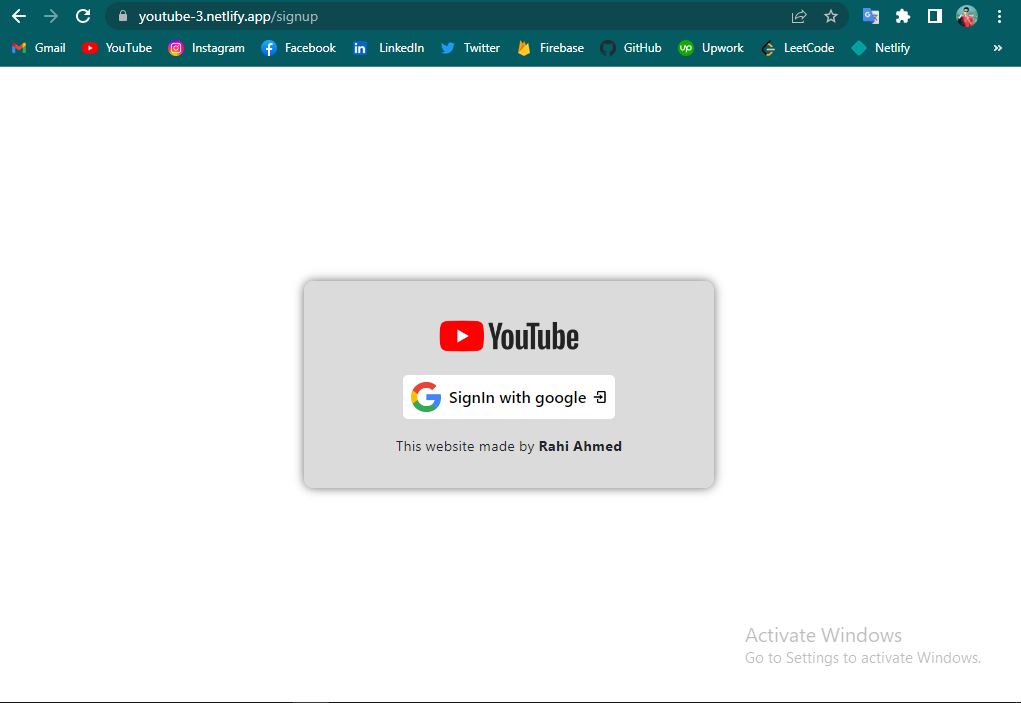 youtube-3.netlify.app/signup
Gmail YouTube Instagram Facebook LinkedIn Twitter Firebase GitHub Upwork LeetCode Netlify »
YouTube
SignIn with google
This website made by Rahi Ahmed
Activate Windows
Go to Settings to activate Windows.